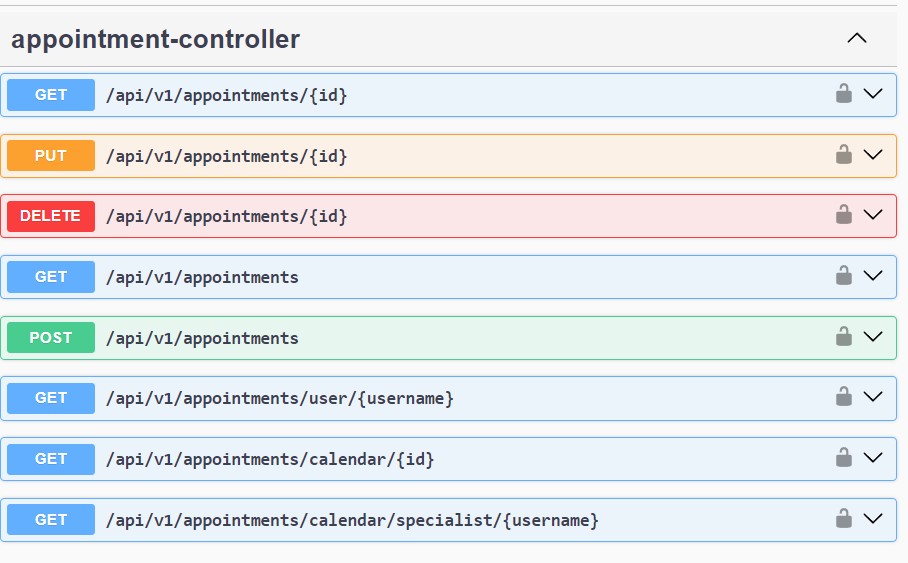 appointment-controller
GET /api/v1/appointments/{id}
PUT /api/v1/appointments/{id}
DELETE /api/v1/appointments/{id}
GET /api/v1/appointments
POST /api/v1/appointments
GET /api/v1/appointments/user/{username}
GET /api/v1/appointments/calendar/{id}
GET /api/v1/appointments/calendar/specialist/{username}